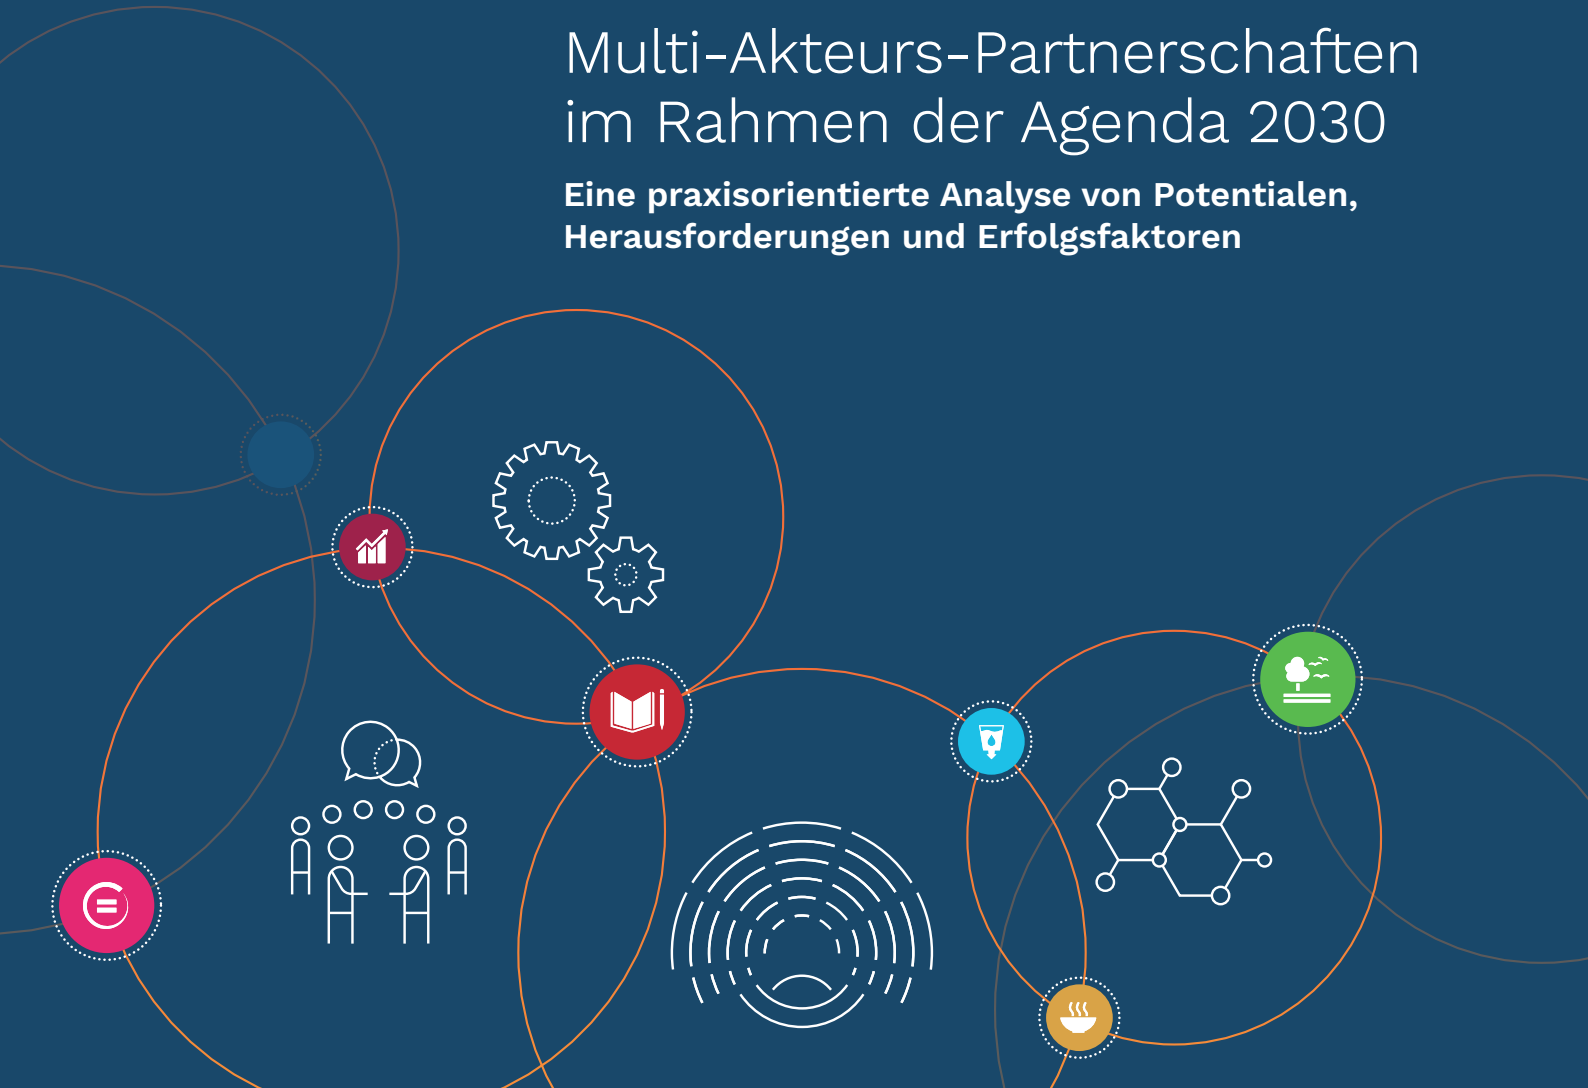 Multi-Akteurs-Partnerschaften
im Rahmen der Agenda 2030
Eine praxisorientierte Analyse von Potentialen,
Herausforderungen und Erfolgsfaktoren